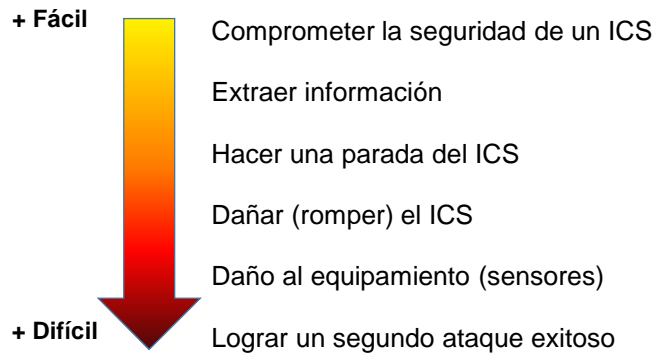 + Fácil
Comprometer la seguridad de un ICS
Extraer información
Hacer una parada del ICS
Dañar (romper) el ICS
Daño al equipamiento (sensores)
+ Difícil
Lograr un segundo ataque exitoso